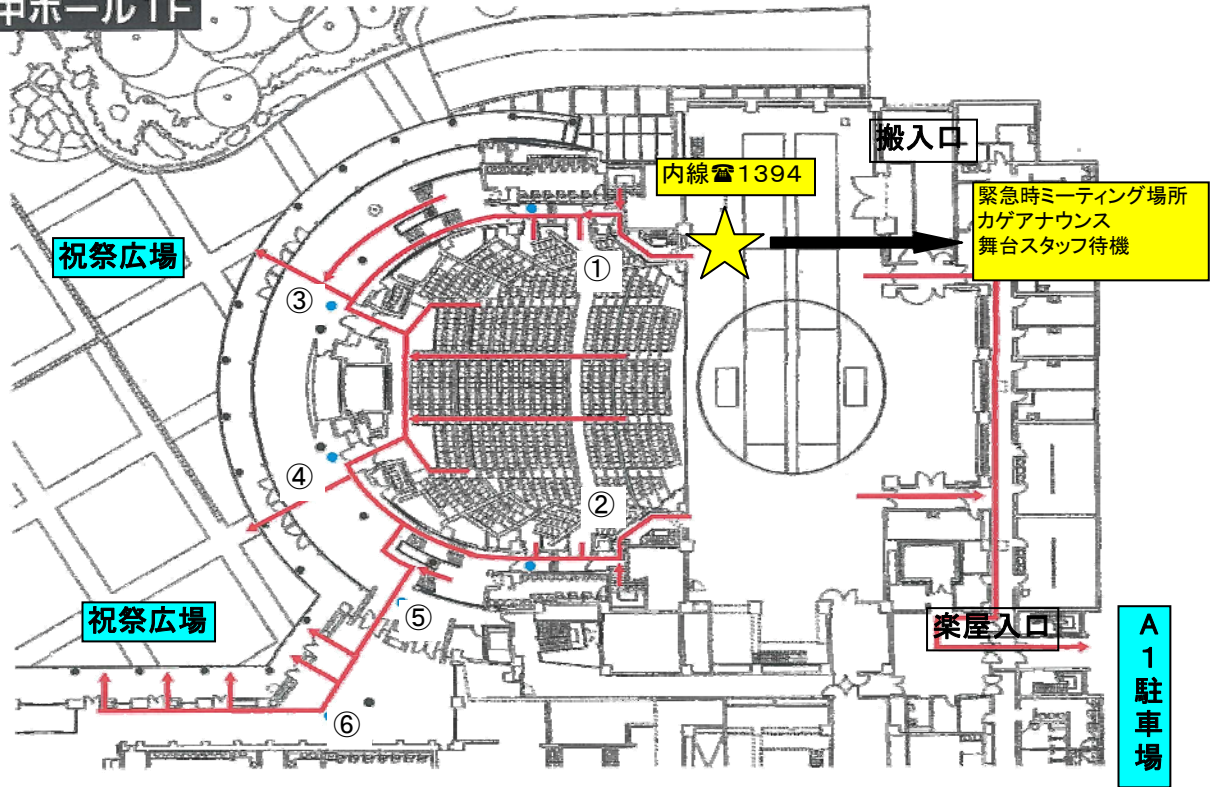 中ホール1F
搬入口
内線☎1394
緊急時ミーティング場所
カゲアナウンス
舞台スタッフ待機
祝祭広場
①
③
④
②
祝祭広場
⑤
楽屋入口
A1駐車場
⑥